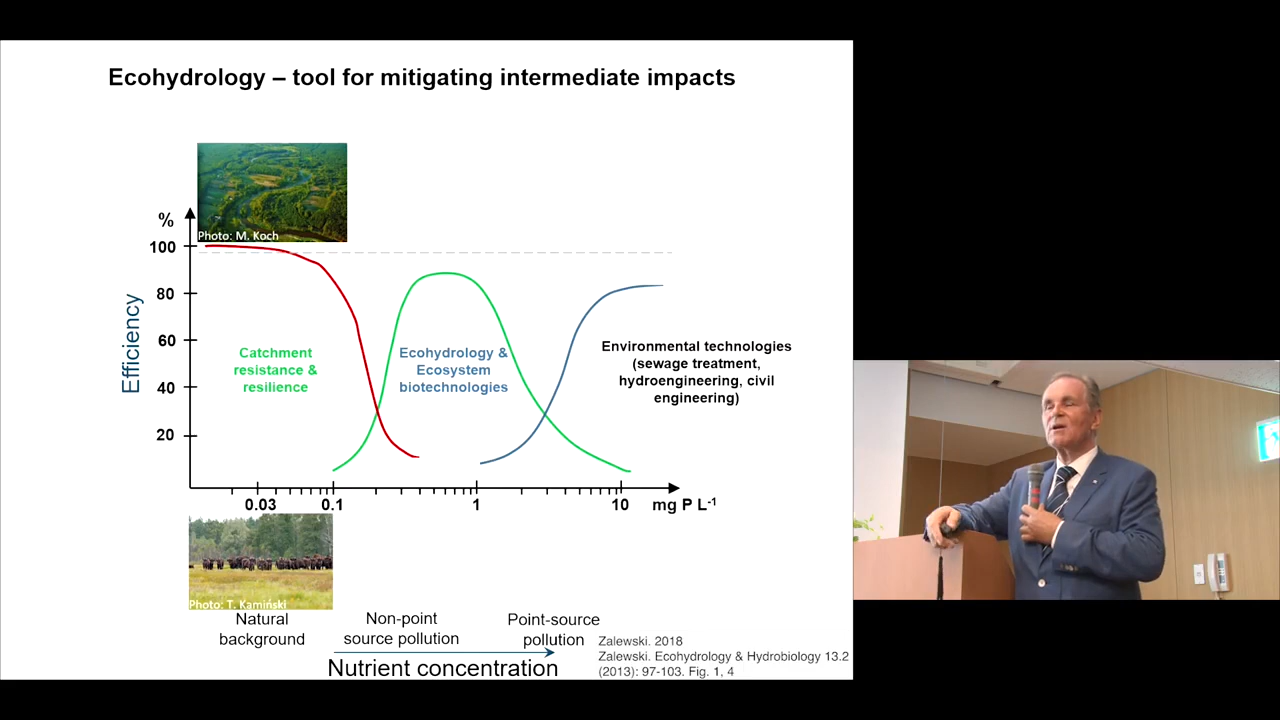 Ecohydrology – tool for mitigating intermediate impacts
Photo: M. Koch
%
100
80
60
40
20
Efficiency
Catchment
resistance &
resilience
Ecohydrology &
Ecosystem
biotechnologies
Environmental technologies
(sewage treatment,
hydroengineering, civil
engineering)
0.03
0.1
1
10
mg P L-1
Photo: T. Kamiński
Natural
background
Non-point
source pollution
Point-source
pollution
Nutrient concentration
Zalewski. 2018
Zalewski. Ecohydrology & Hydrobiology 13.2
(2013): 97-103. Fig. 1, 4